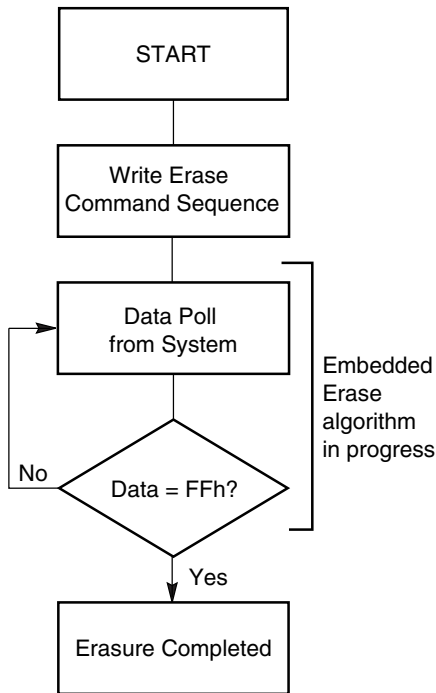 START
Write Erase
Command Sequence
Data Poll
from System
Embedded
Erase
algorithm
in progress
No
Data = FFh?
Yes
Erasure Completed